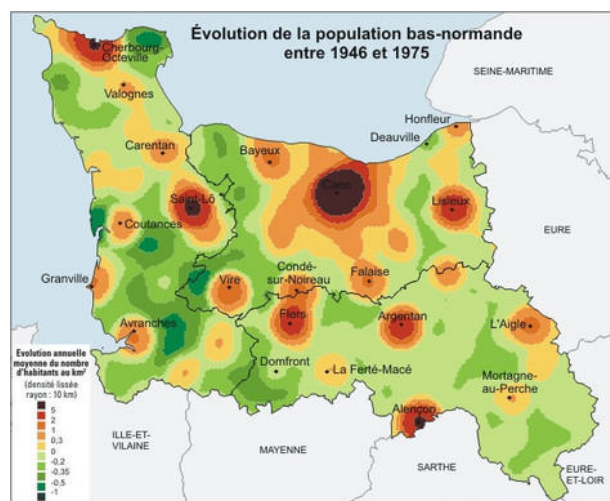 Évolution de la population bas-normande
entre 1946 et 1975
SEINE-MARITIME
Cherbourg-
Octeville
Valognes
Honfleur
Deauville
Carentan
Bayeux
Caen
Saint-Lô
Lisieux
Coutances
EURE
Granville
Vire
Condé-
sur-Noireau
Falaise
Flers
Argentan
L'Aigle
Avranches
Domfront
La Ferté-Macé
Mortagne-
au-Perche
Alençon
Evolution annuelle
moyenne du nombre
d'habitants au km²
(densité lissée
rayon : 10 km)
5
2
1
0,3
0
-0,2
-0,35
-0,5
-1
ILLE-ET-
VILAINE
MAYENNE
SARTHE
EURE-
ET-LOIR